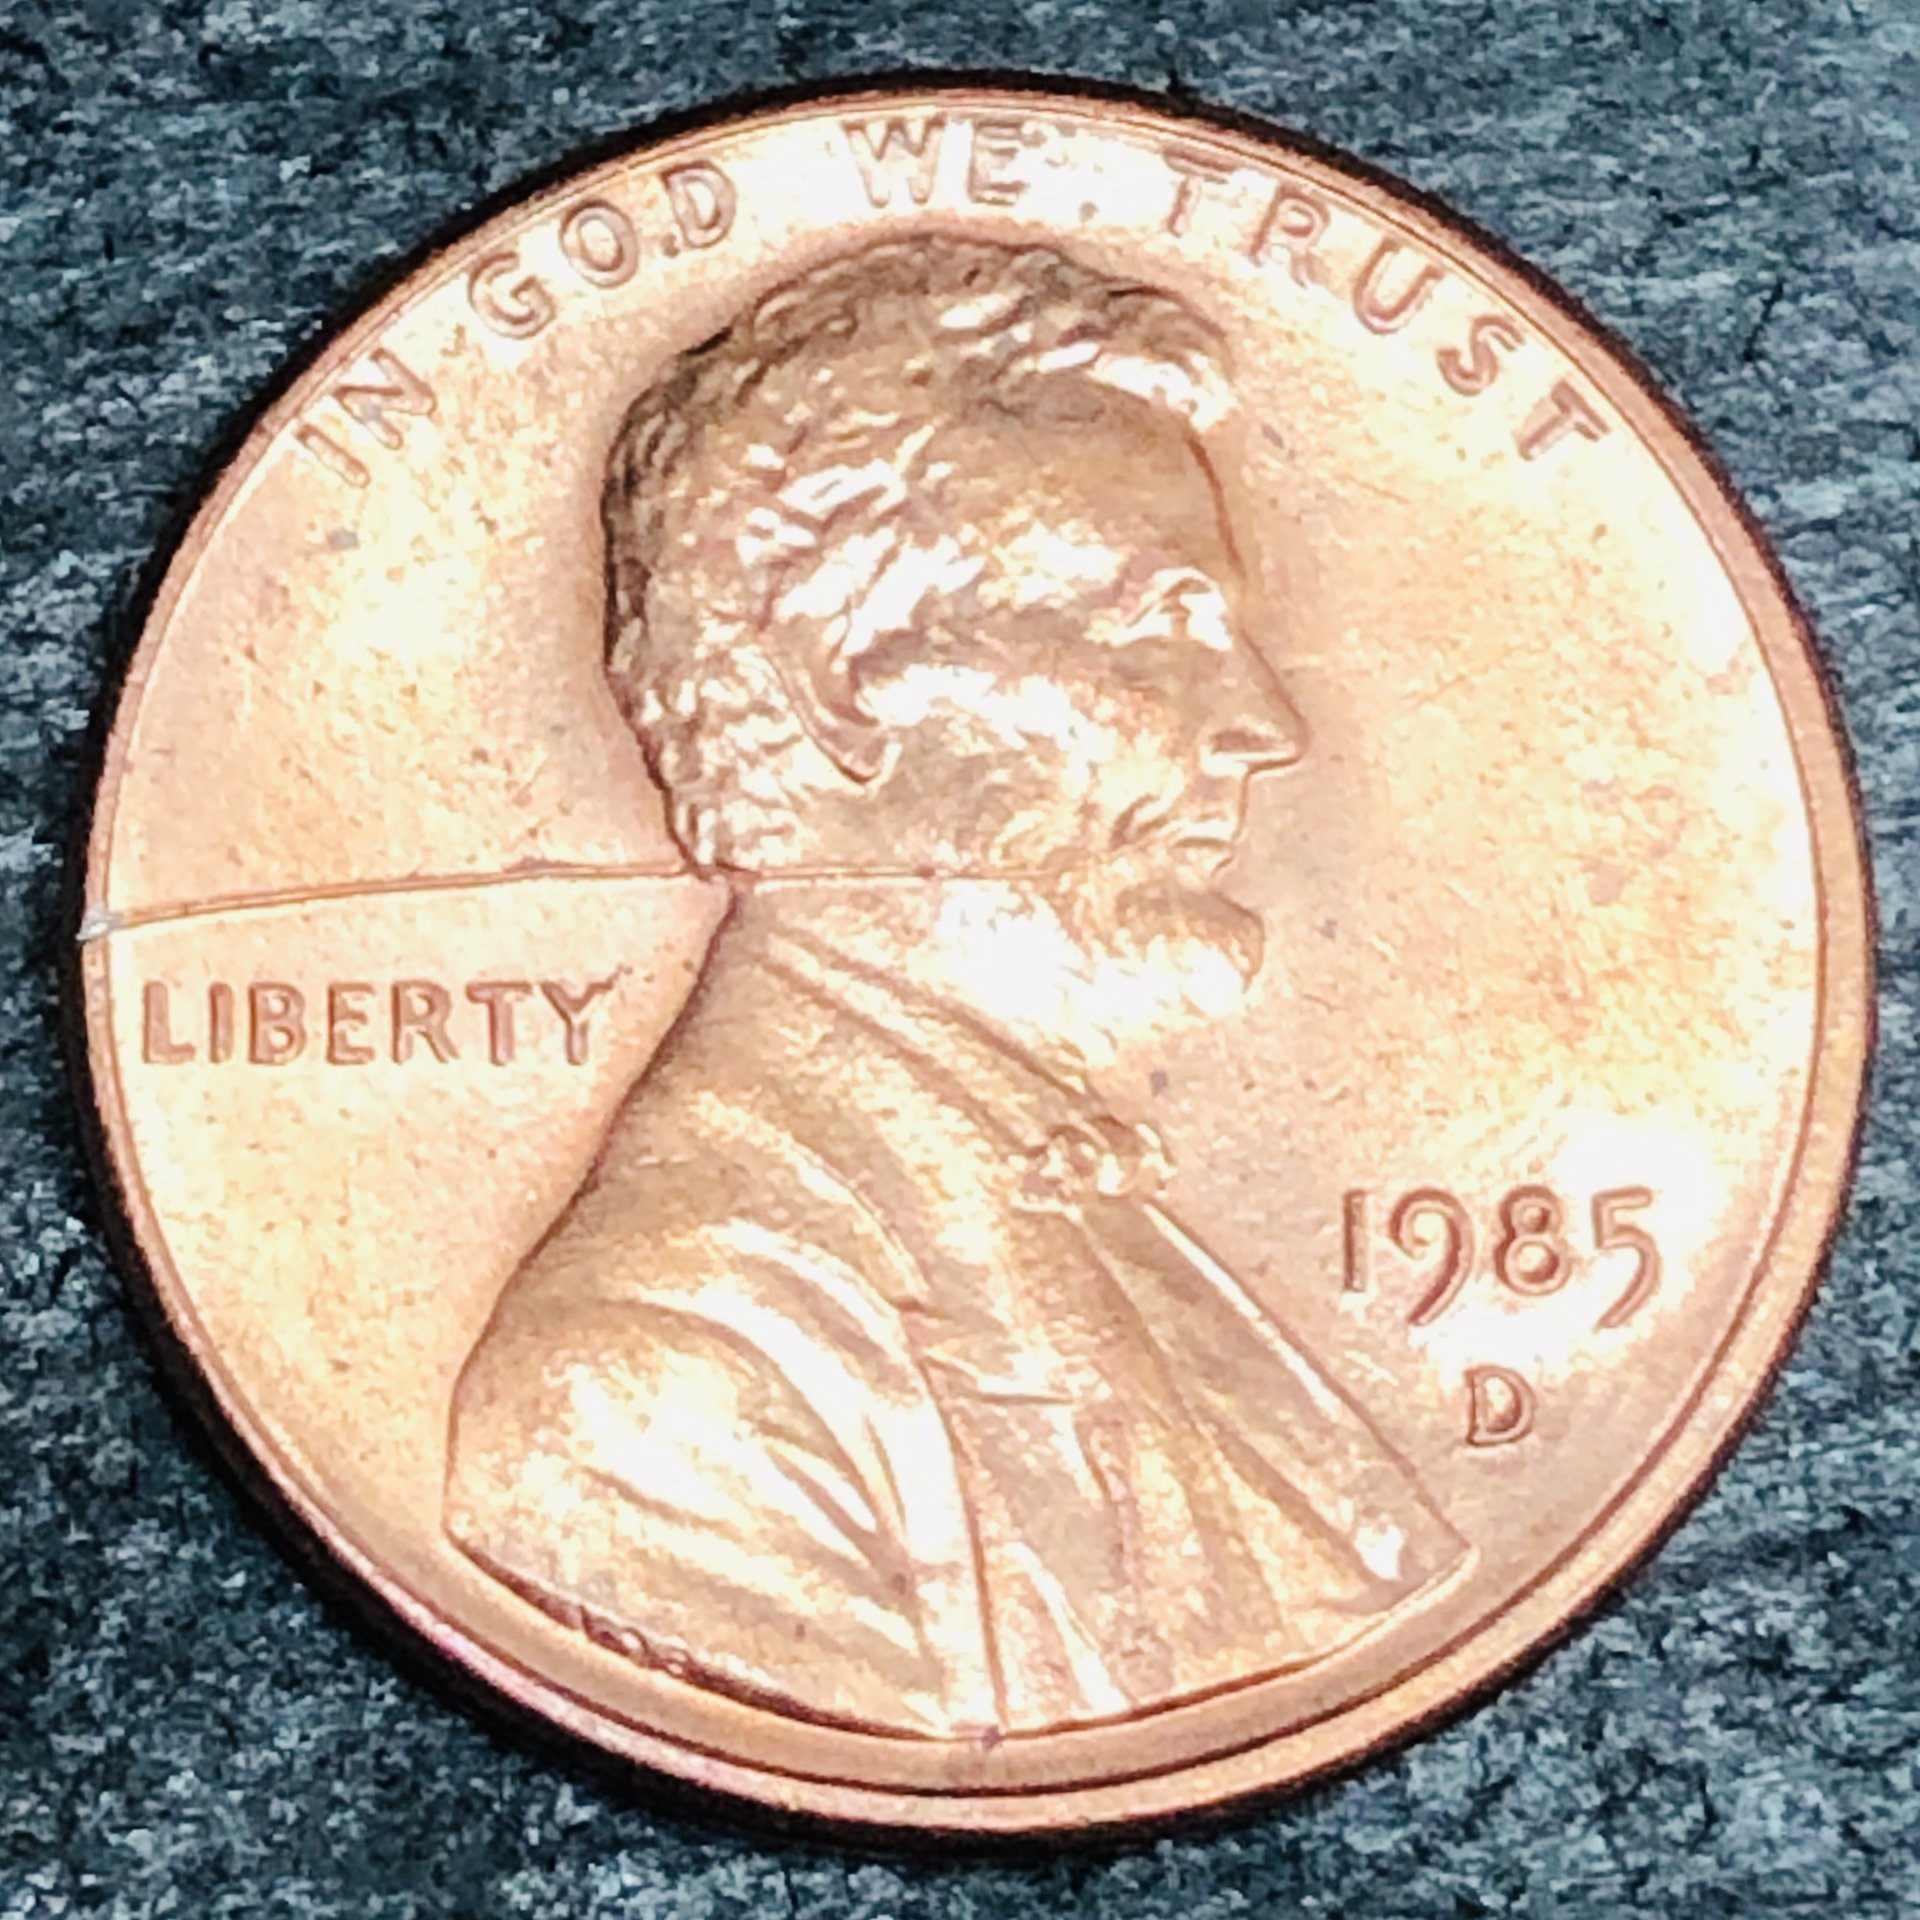 IN GOD WE TRUST
LIBERTY
1985
D